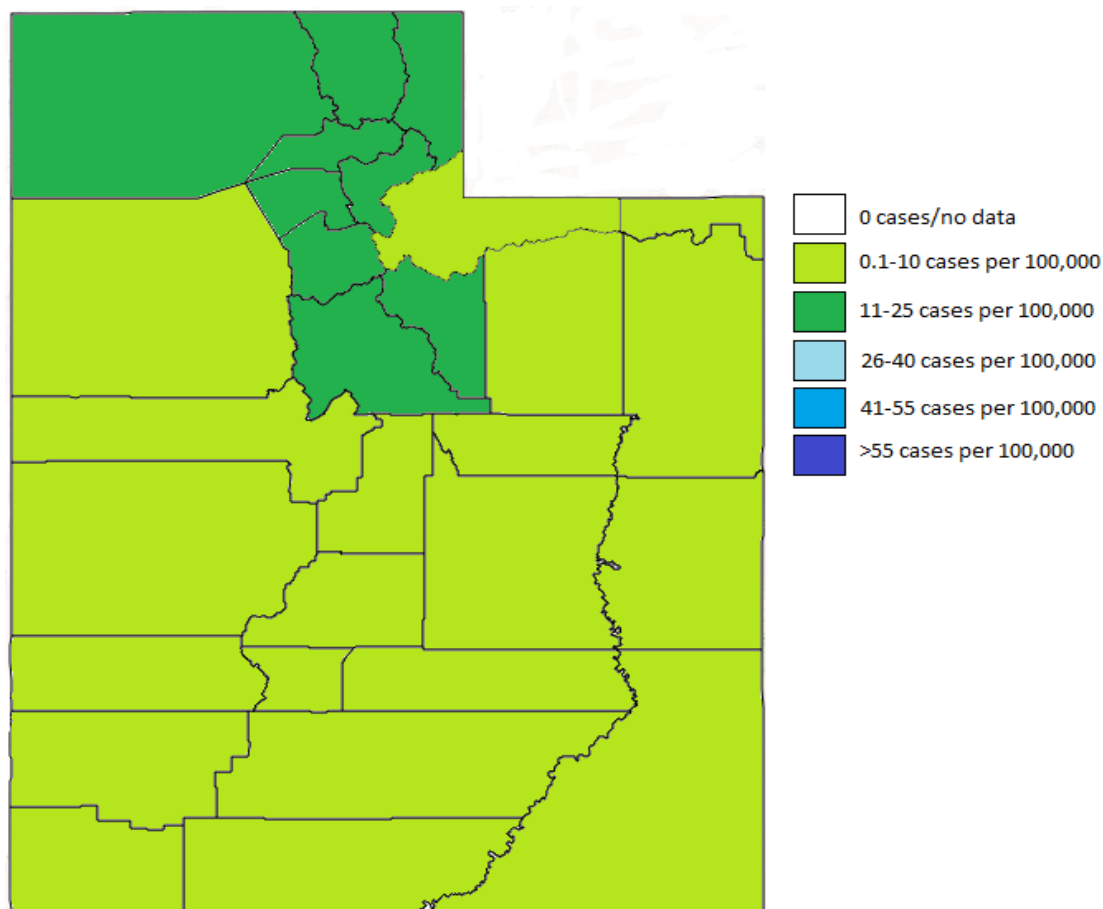 0 cases/no data
0.1-10 cases per 100,000
11-25 cases per 100,000
26-40 cases per 100,000
41-55 cases per 100,000
>55 cases per 100,000